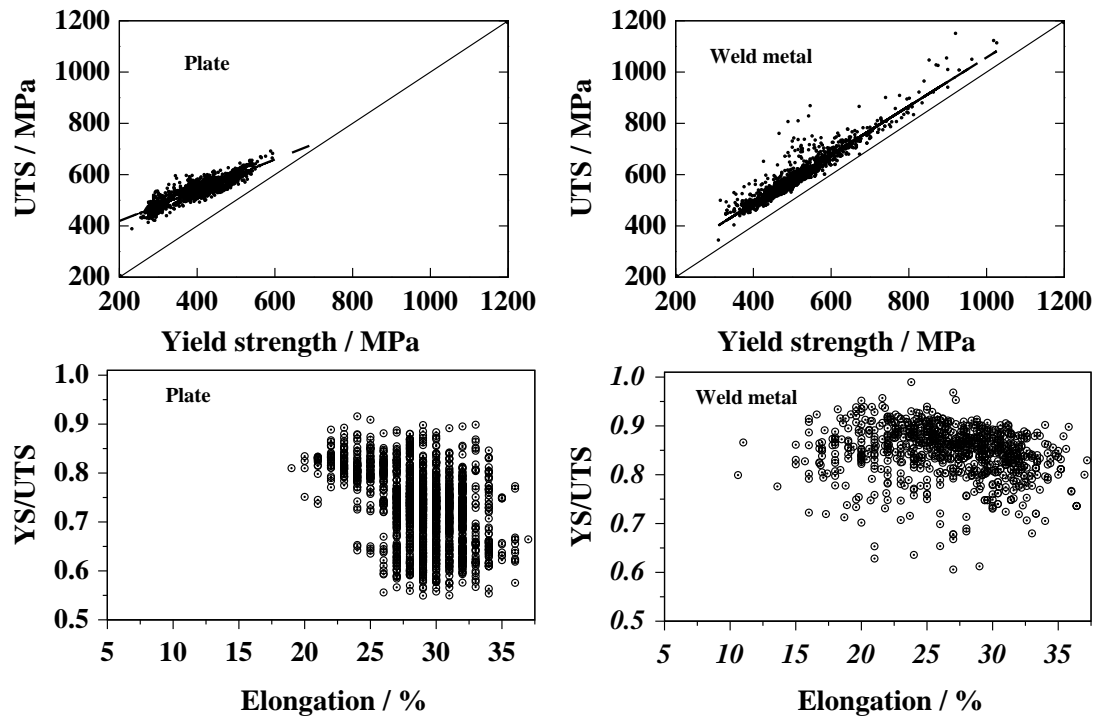 1200
1000
800
600
400
200
UTS / MPa
Plate
200 400 600 800 1000 1200
Yield strength / MPa
1200
1000
800
600
400
200
UTS / MPa
Weld metal
200 400 600 800 1000 1200
Yield strength / MPa
1.0
0.9
0.8
0.7
0.6
0.5
YS/UTS
Plate
5 10 15 20 25 30 35
Elongation / %
1.0
0.9
0.8
0.7
0.6
0.5
YS/UTS
Weld metal
5 10 15 20 25 30 35
Elongation / %